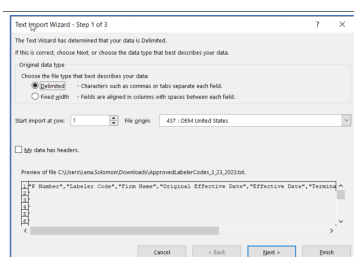 Text Import Wizard - Step 1 of 3 ? X
The Text Wizard has determined that your data is Delimited.
If this is correct, choose Next, or choose the data type that best describes your data.
Original data type
Choose the file type that best describes your data:
Delimited - Characters such as commas or tabs separate each field.
Fixed width - Fields are aligned in columns with spaces between each field.
Start import at row: 1 File origin: 437 : OEM United States
My data has headers.
Preview of file C:\Users\Lena.Solomon\Downloads\ApprovedLabelerCodes_3_23_2023.txt.
1 "P Number","Labeler Code","Firm Name","Original Effective Date","Effective Date","Termina
2
3
4
5
6
Cancel < Back Next > Finish